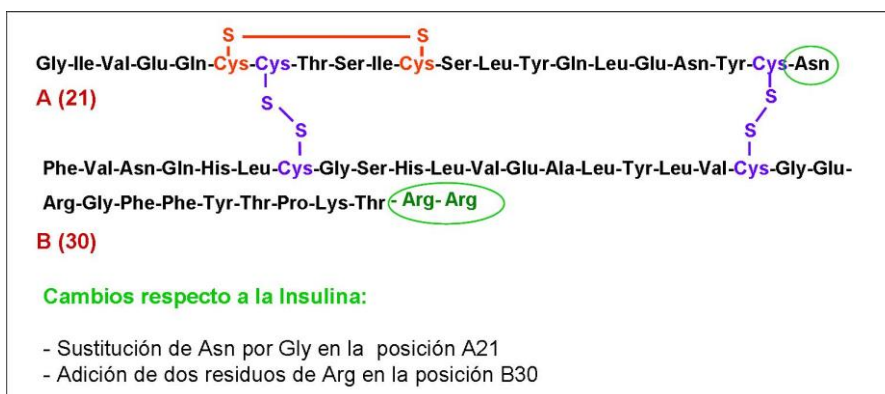 S S
Gly-Ile-Val-Glu-Gln-Cys-Cys-Thr-Ser-Ile-Cys-Ser-Leu-Tyr-Gln-Leu-Glu-Asn-Tyr-Cys-Asn
A (21)
S S
S S
Phe-Val-Asn-Gln-His-Leu-Cys-Gly-Ser-His-Leu-Val-Glu-Ala-Leu-Tyr-Leu-Val-Cys-Gly-Glu-
Arg-Gly-Phe-Phe-Tyr-Thr-Pro-Lys-Thr - Arg- Arg
B (30)
Cambios respecto a la Insulina:
- Sustitución de Asn por Gly en la posición A21
- Adición de dos residuos de Arg en la posición B30